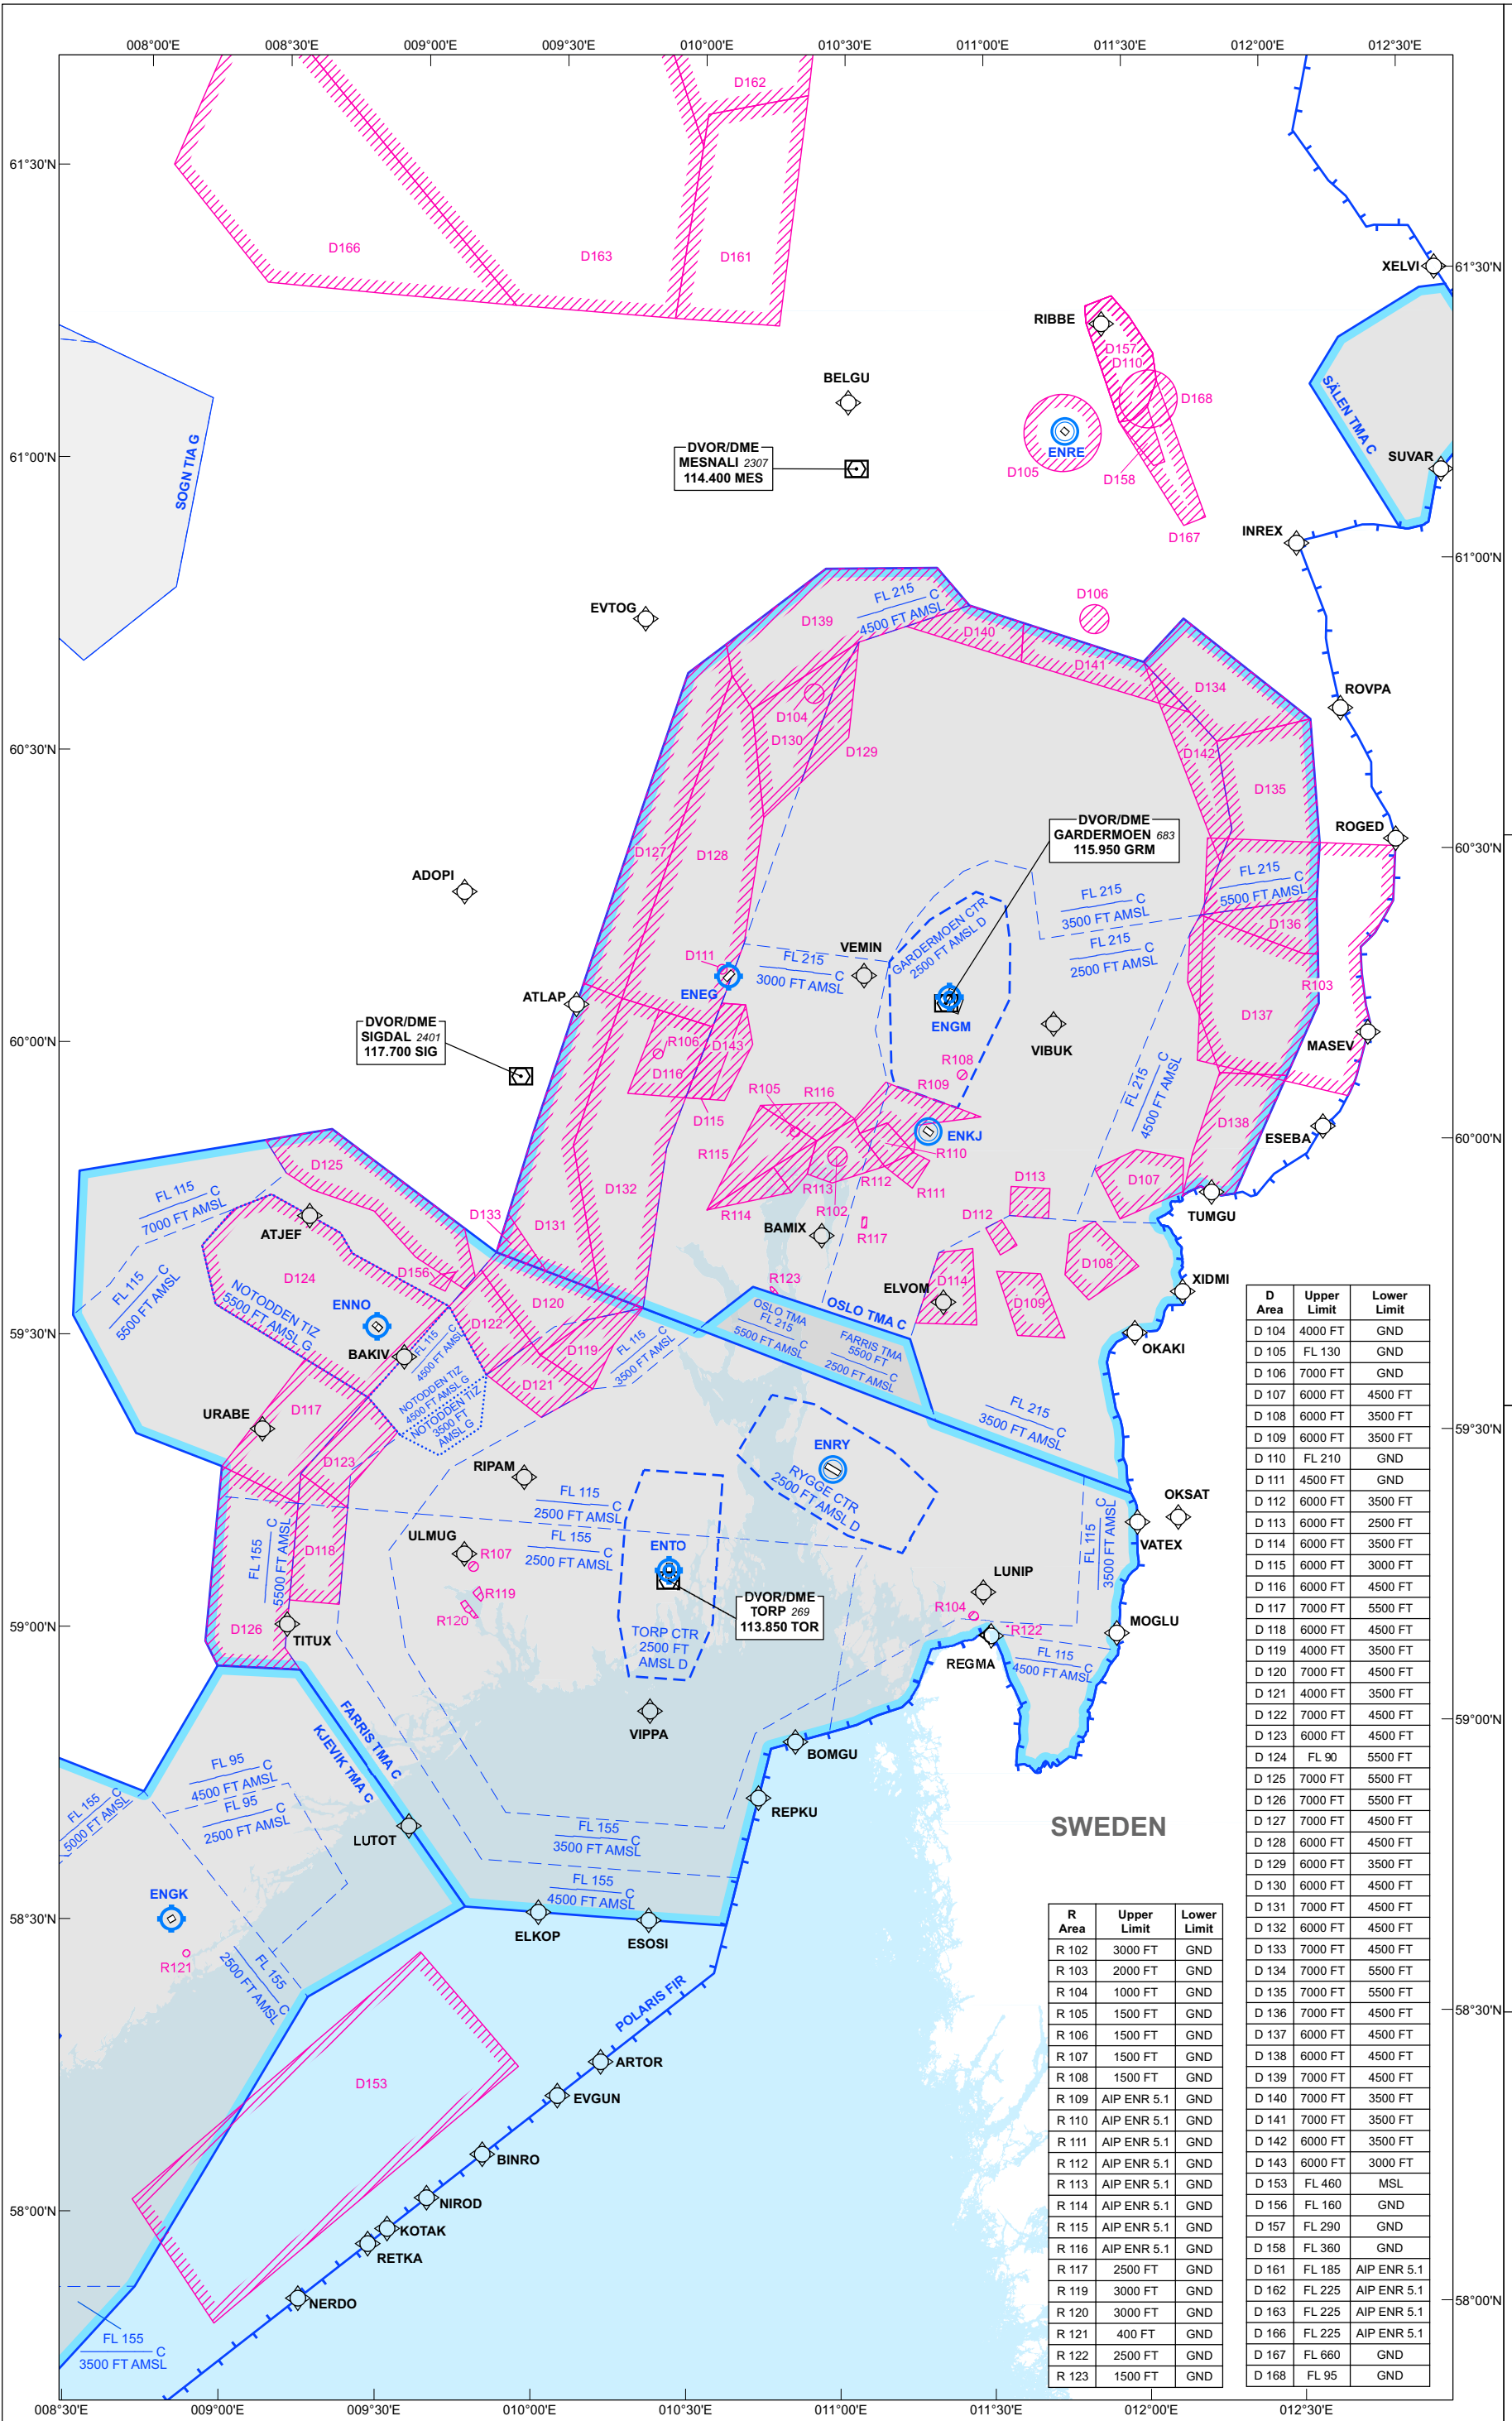 008°00'E
008°30'E
009°00'E
009°30'E
010°00'E
010°30'E
011°00'E
011°30'E
012°00'E
012°30'E
D162
61°30'N
D166
D163
D161
XELVI
61°30'N
RIBBE
D157
D110
BELGU
D168
SÄLEN TMA C
SOGN TIA G
DVOR/DME
MESNALI 2307
114.400 MES
61°00'N
ENRE
D105
D158
SUVAR
D167
INREX
61°00'N
EVTOG
FL 215
C
4500 FT AMSL
D139
D106
D140
D141
D134
D104
D130
D129
ROVPA
60°30'N
D142
D135
DVOR/DME
GARDERMOEN 683
115.950 GRM
ROGED
60°30'N
D127
D128
ADOPI
FL 215
C
5500 FT AMSL
FL 215
C
3500 FT AMSL
GARDERMOEN CTR
2500 FT AMSL D
D136
FL 215
C
2500 FT AMSL
VEMIN
FL 215
C
3000 FT AMSL
D111
ENEG
R103
ATLAP
ENGM
VIBUK
D137
MASEV
60°00'N
DVOR/DME
SIGDAL 2401
117.700 SIG
R106
D143
D116
R108
R109
R105
R116
D115
FL 215
C
4500 FT AMSL
D138
ESEBA
60°00'N
ENKJ
R115
R110
D125
R113
R112
R111
D113
D107
FL 115
C
7000 FT AMSL
R114
R102
TUMGU
ATJEF
D133
D131
D132
BAMIX
R117
D112
D124
D156
FL 115
C
5500 FT AMSL
NOTODDEN TIZ
5500 FT AMSL G
D108
XIDMI
R123
ELVOM
D114
D109
ENNO
D120
D122
OSLO TMA C
OSLO TMA
FL 215
C
5500 FT AMSL
FARRIS TMA
5500 FT
C
2500 FT AMSL
59°30'N
OKAKI
BAKIV
FL 115
C
4500 FT AMSL
D119
FL 115
C
3500 FT AMSL
NOTODDEN TIZ
4500 FT AMSL G
NOTODDEN TIZ
3500 FT
AMSL G
D121
D117
URABE
FL 215
C
3500 FT AMSL
59°30'N
D123
ENRY
RYGGE CTR
2500 FT AMSL D
RIPAM
FL 115
C
2500 FT AMSL
OKSAT
FL 155
C
5500 FT AMSL
D118
ULMUG
R107
FL 155
C
2500 FT AMSL
ENTO
VATEX
FL 115
C
3500 FT AMSL
LUNIP
R119
R120
DVOR/DME
TORP 269
113.850 TOR
R104
R122
59°00'N
D126
TITUX
TORP CTR
2500 FT
AMSL D
MOGLU
REGMA
FL 115
C
4500 FT AMSL
FARRIS TMA C
KJEVIK TMA C
VIPPA
BOMGU
59°00'N
FL 95
C
4500 FT AMSL
FL 95
C
2500 FT AMSL
FL 155
C
5000 FT AMSL
REPKU
LUTOT
SWEDEN
FL 155
C
3500 FT AMSL
FL 155
C
4500 FT AMSL
ENGK
58°30'N
ELKOP
ESOSI
R121
FL 155
C
2500 FT AMSL
58°30'N
POLARIS FIR
ARTOR
D153
EVGUN
BINRO
58°00'N
NIROD
KOTAK
RETKA
NERDO
58°00'N
FL 155
C
3500 FT AMSL
R Area Upper Limit Lower Limit
R 102 3000 FT GND
R 103 2000 FT GND
R 104 1000 FT GND
R 105 1500 FT GND
R 106 1500 FT GND
R 107 1500 FT GND
R 108 1500 FT GND
R 109 AIP ENR 5.1 GND
R 110 AIP ENR 5.1 GND
R 111 AIP ENR 5.1 GND
R 112 AIP ENR 5.1 GND
R 113 AIP ENR 5.1 GND
R 114 AIP ENR 5.1 GND
R 115 AIP ENR 5.1 GND
R 116 AIP ENR 5.1 GND
R 117 2500 FT GND
R 119 3000 FT GND
R 120 3000 FT GND
R 121 400 FT GND
R 122 2500 FT GND
R 123 1500 FT GND
D Area Upper Limit Lower Limit
D 104 4000 FT GND
D 105 FL 130 GND
D 106 7000 FT GND
D 107 6000 FT 4500 FT
D 108 6000 FT 3500 FT
D 109 6000 FT 3500 FT
D 110 FL 210 GND
D 111 4500 FT GND
D 112 6000 FT 3500 FT
D 113 6000 FT 2500 FT
D 114 6000 FT 3500 FT
D 115 6000 FT 3000 FT
D 116 6000 FT 4500 FT
D 117 7000 FT 5500 FT
D 118 6000 FT 4500 FT
D 119 4000 FT 3500 FT
D 120 7000 FT 4500 FT
D 121 4000 FT 3500 FT
D 122 7000 FT 4500 FT
D 123 6000 FT 4500 FT
D 124 FL 90 5500 FT
D 125 7000 FT 5500 FT
D 126 7000 FT 5500 FT
D 127 7000 FT 4500 FT
D 128 6000 FT 4500 FT
D 129 6000 FT 3500 FT
D 130 6000 FT 4500 FT
D 131 7000 FT 4500 FT
D 132 6000 FT 4500 FT
D 133 7000 FT 4500 FT
D 134 7000 FT 5500 FT
D 135 7000 FT 5500 FT
D 136 7000 FT 4500 FT
D 137 6000 FT 4500 FT
D 138 6000 FT 4500 FT
D 139 7000 FT 4500 FT
D 140 7000 FT 3500 FT
D 141 7000 FT 3500 FT
D 142 6000 FT 3500 FT
D 143 6000 FT 3000 FT
D 153 FL 460 MSL
D 156 FL 160 GND
D 157 FL 290 GND
D 158 FL 360 GND
D 161 FL 185 AIP ENR 5.1
D 162 FL 225 AIP ENR 5.1
D 163 FL 225 AIP ENR 5.1
D 166 FL 225 AIP ENR 5.1
D 167 FL 660 GND
D 168 FL 95 GND
008°30'E
009°00'E
009°30'E
010°00'E
010°30'E
011°00'E
011°30'E
012°00'E
012°30'E